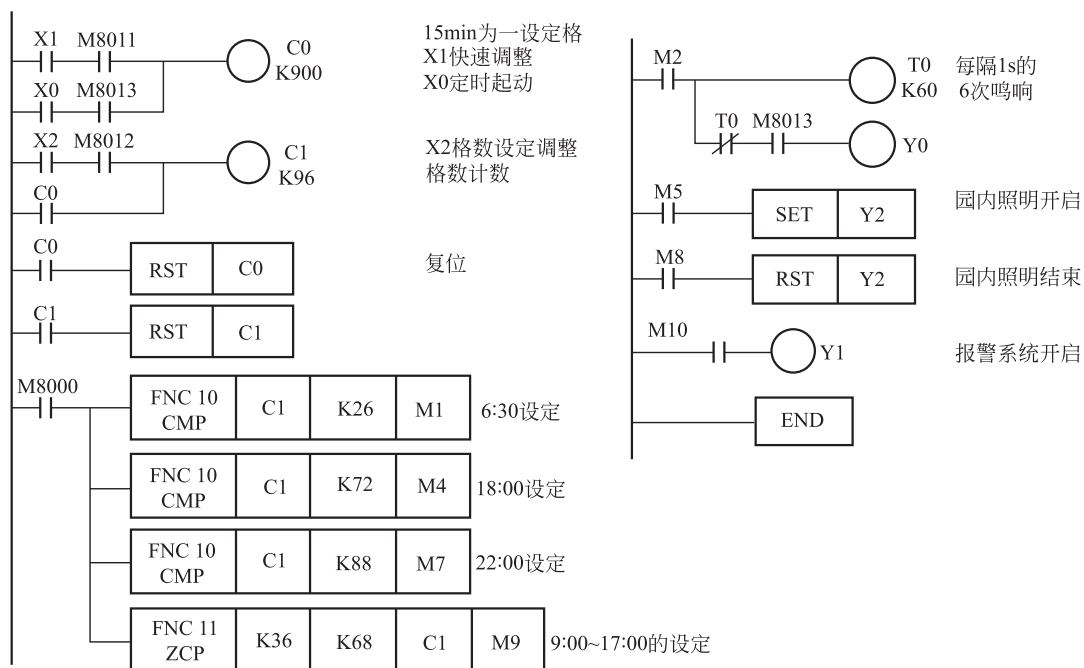 X1 M8011 C0
K900
15min为一设定格
X1快速调整
X0定时起动
X0 M8013
X2 M8012 C1
K96
X2格数设定调整
格数计数
C0
C0
RST C0
复位
C1
RST C1
M8000
FNC 10
CMP C1 K26 M1 6:30设定
FNC 10
CMP C1 K72 M4 18:00设定
FNC 10
CMP C1 K88 M7 22:00设定
FNC 11
ZCP K36 K68 C1 M9 9:00~17:00的设定
M2 T0
K60
每隔1s的
6次鸣响
T0 M8013 Y0
M5
SET Y2
园内照明开启
M8
RST Y2
园内照明结束
M10 Y1
报警系统开启
END